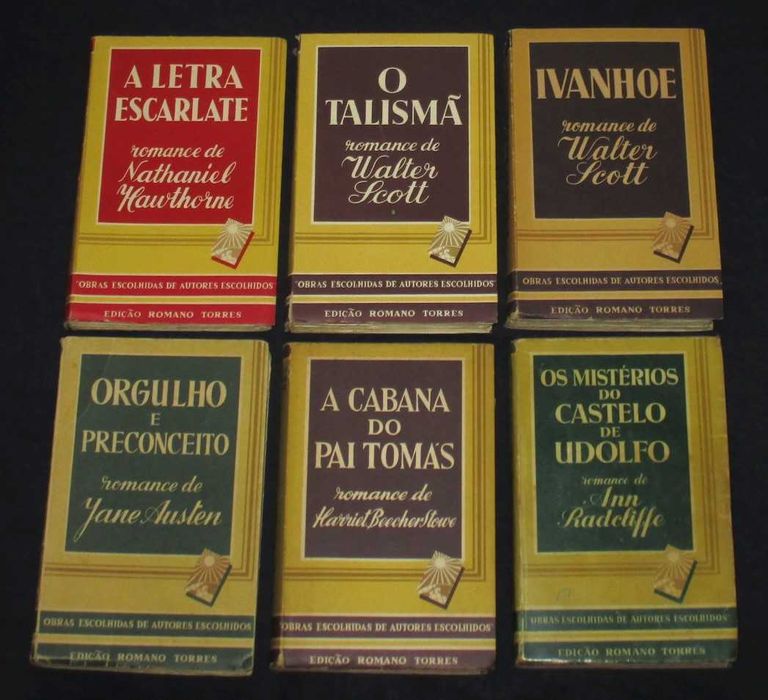 A LETRA
ESCARLATE
romance de
Nathaniel
Hawthorne
"OBRAS ESCOLHIDAS DE AUTORES ESCOLHIDOS"
EDIÇÃO ROMANO TORRES
O
TALISMÃ
romance de
Walter
Scott
"OBRAS ESCOLHIDAS DE AUTORES ESCOLHIDOS"
EDIÇÃO ROMANO TORRES
IVANHOE
romance de
Walter
Scott
OBRAS ESCOLHIDAS DE AUTORES ESCOLHIDOS
EDIÇÃO ROMANO TORRES
ORGULHO
E
PRECONCEITO
romance de
Jane Austen
OBRAS ESCOLHIDAS DE AUTORES ESCOLHIDOS
EDIÇÃO ROMANO TORRES
A CABANA
DO
PAI TOMÁS
romance de
Harriet Beecher Stowe
"OBRAS ESCOLHIDAS DE AUTORES ESCOLHIDOS"
EDIÇÃO ROMANO TORRES
OS MISTÉRIOS
DO
CASTELO
DE
UDOLFO
romance de
Ann
Radcliffe
"OBRAS ESCOLHIDAS DE AUTORES ESCOLHIDOS"
EDIÇÃO ROMANO TORRES